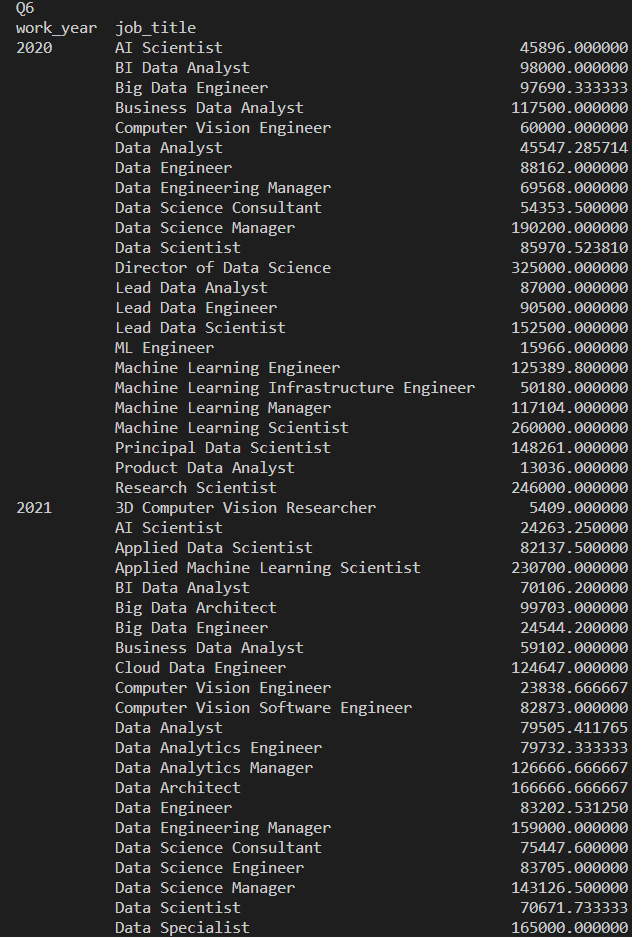 Q6
work_year  job_title
2020       AI Scientist                                 45896.000000
           BI Data Analyst                              98000.000000
           Big Data Engineer                            97690.333333
           Business Data Analyst                       117500.000000
           Computer Vision Engineer                     60000.000000
           Data Analyst                                 45547.285714
           Data Engineer                                88162.000000
           Data Engineering Manager                     69568.000000
           Data Science Consultant                      54353.500000
           Data Science Manager                        190200.000000
           Data Scientist                               85970.523810
           Director of Data Science                    325000.000000
           Lead Data Analyst                            87000.000000
           Lead Data Engineer                           90500.000000
           Lead Data Scientist                         152500.000000
           ML Engineer                                  15966.000000
           Machine Learning Engineer                   125389.800000
           Machine Learning Infrastructure Engineer     50180.000000
           Machine Learning Manager                    117104.000000
           Machine Learning Scientist                  260000.000000
           Principal Data Scientist                    148261.000000
           Product Data Analyst                         13036.000000
           Research Scientist                          246000.000000
2021       3D Computer Vision Researcher                 5409.000000
           AI Scientist                                 24263.250000
           Applied Data Scientist                       82137.500000
           Applied Machine Learning Scientist          230700.000000
           BI Data Analyst                              70106.200000
           Big Data Architect                           99703.000000
           Big Data Engineer                            24544.200000
           Business Data Analyst                        59102.000000
           Cloud Data Engineer                         124647.000000
           Computer Vision Engineer                     23838.666667
           Computer Vision Software Engineer            82873.000000
           Data Analyst                                 79505.411765
           Data Analytics Engineer                      79732.333333
           Data Analytics Manager                      126666.666667
           Data Architect                              166666.666667
           Data Engineer                                83202.531250
           Data Engineering Manager                    159000.000000
           Data Science Consultant                      75447.600000
           Data Science Engineer                        83705.000000
           Data Science Manager                        143126.500000
           Data Scientist                               70671.733333
           Data Specialist                             165000.000000